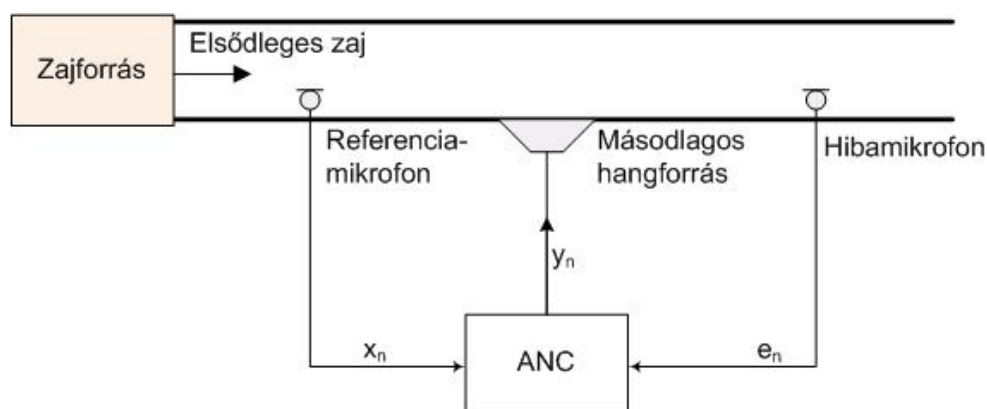 Zajforrás
Elsődleges zaj
Referencia-
mikrofon
Másodlagos
hangforrás
Hibamikrofon
yn
xn
ANC
en